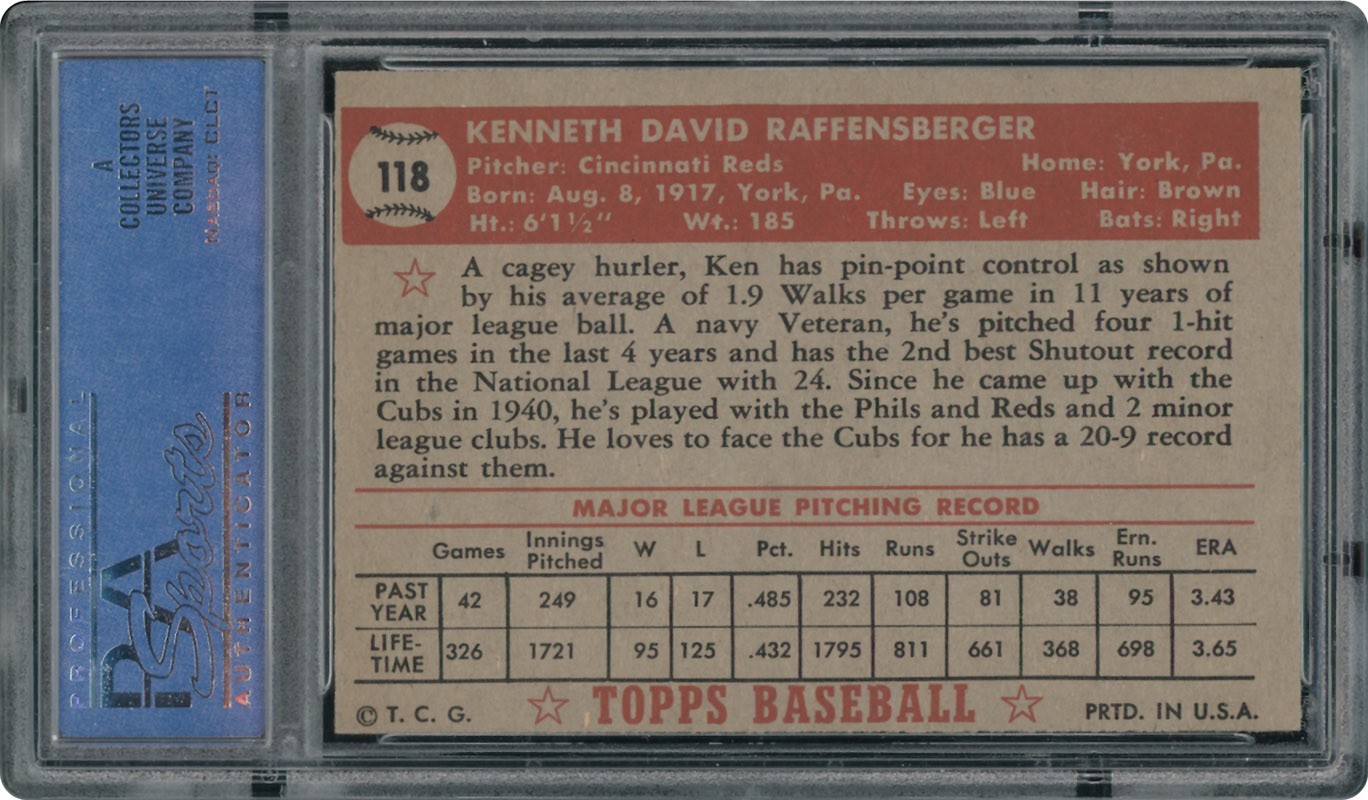 A
COLLECTORS
UNIVERSE
COMPANY
NASDAQ: CLCT
PROFESSIONAL
PSA
Sports
AUTHENTICATOR
118
KENNETH DAVID RAFFENSBERGER
Pitcher: Cincinnati Reds Home: York, Pa.
Born: Aug. 8, 1917, York, Pa. Eyes: Blue Hair: Brown
Ht.: 6'1½" Wt.: 185 Throws: Left Bats: Right
A cagey hurler, Ken has pin-point control as shown
by his average of 1.9 Walks per game in 11 years of
major league ball. A navy Veteran, he's pitched four 1-hit
games in the last 4 years and has the 2nd best Shutout record
in the National League with 24. Since he came up with the
Cubs in 1940, he's played with the Phils and Reds and 2 minor
league clubs. He loves to face the Cubs for he has a 20-9 record
against them.
MAJOR LEAGUE PITCHING RECORD
Games Innings Pitched W L Pct. Hits Runs Strike Outs Walks Ern. Runs ERA
PAST YEAR 42 249 16 17 .485 232 108 81 38 95 3.43
LIFE-TIME 326 1721 95 125 .432 1795 811 661 368 698 3.65
© T. C. G. TOPPS BASEBALL PRTD. IN U.S.A.